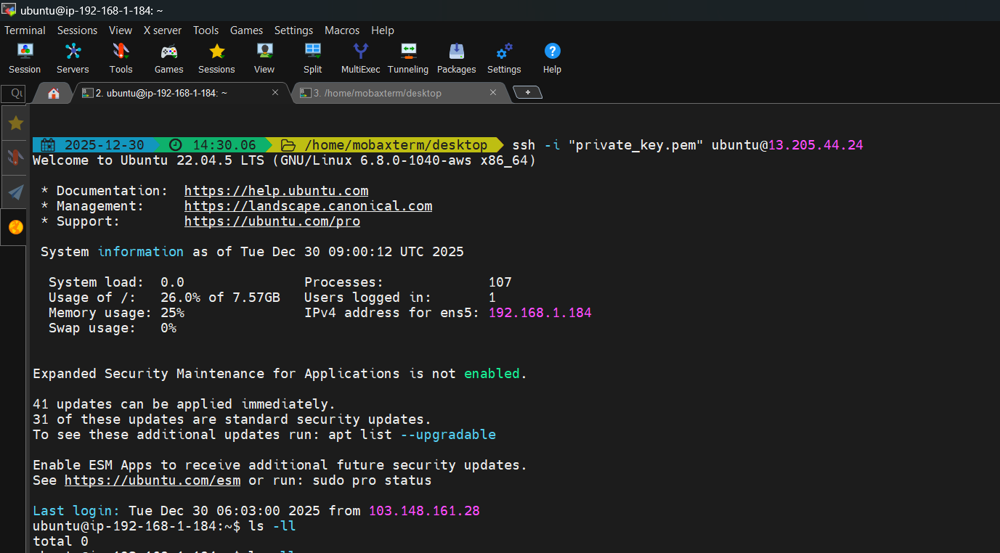 ubuntu@ip-192-168-1-184: ~
Terminal Sessions View X server Tools Games Settings Macros Help
Session Servers Tools Games Sessions View Split MultiExec Tunneling Packages Settings Help
2. ubuntu@ip-192-168-1-184: ~ 3. /home/mobaxterm/desktop
2025-12-30 14:30.06 /home/mobaxterm/desktop ssh -i "private_key.pem" ubuntu@13.205.44.24
Welcome to Ubuntu 22.04.5 LTS (GNU/Linux 6.8.0-1040-aws x86_64)
* Documentation: https://help.ubuntu.com
* Management: https://landscape.canonical.com
* Support: https://ubuntu.com/pro
System information as of Tue Dec 30 09:00:12 UTC 2025
System load: 0.0 Processes: 107
Usage of /: 26.0% of 7.57GB Users logged in: 1
Memory usage: 25% IPv4 address for ens5: 192.168.1.184
Swap usage: 0%
Expanded Security Maintenance for Applications is not enabled.
41 updates can be applied immediately.
31 of these updates are standard security updates.
To see these additional updates run: apt list --upgradable
Enable ESM Apps to receive additional future security updates.
See https://ubuntu.com/esm or run: sudo pro status
Last login: Tue Dec 30 06:03:00 2025 from 103.148.161.28
ubuntu@ip-192-168-1-184:~$ ls -ll
total 0